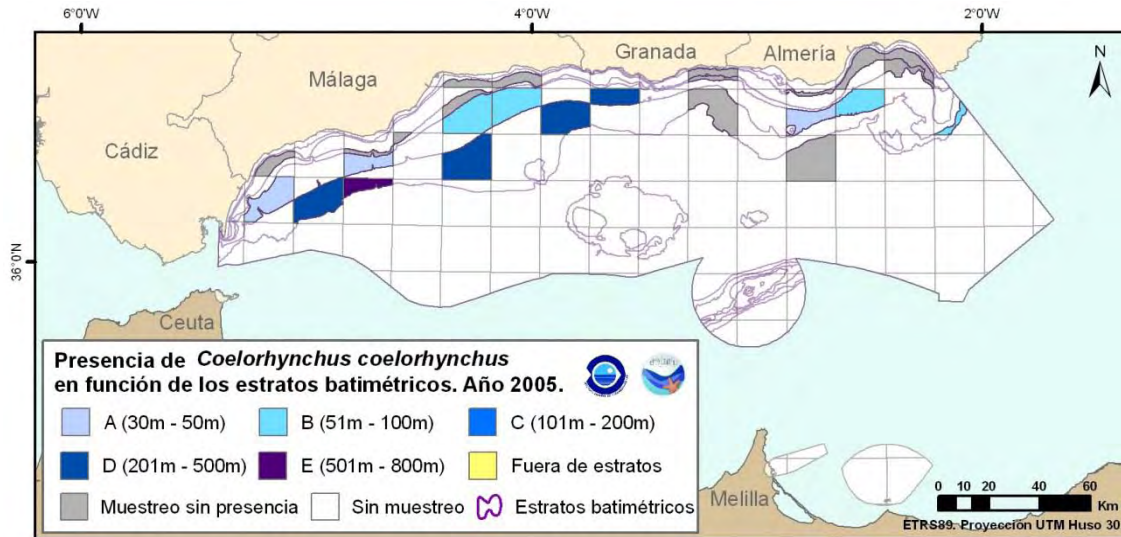 6°0'W 4°0'W 2°0'W
Granada Almería
N
Málaga
Cádiz
36°0'N
Ceuta
Presencia de Coelorhynchus coelorhynchus
en función de los estratos batimétricos. Año 2005.
A (30m - 50m) B (51m - 100m) C (101m - 200m)
D (201m - 500m) E (501m - 800m) Fuera de estratos
Muestreo sin presencia Sin muestreo Estratos batimétricos
Melilla
0 10 20 40 60
Km
ETRS89. Proyección UTM Huso 30